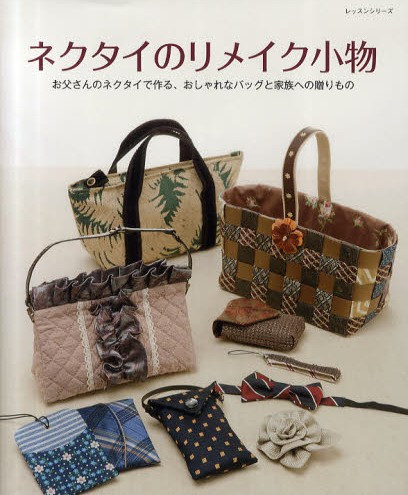 レッスンシリーズ
ネクタイのリメイク小物
お父さんのネクタイで作る、おしゃれなバッグと家族への贈りもの